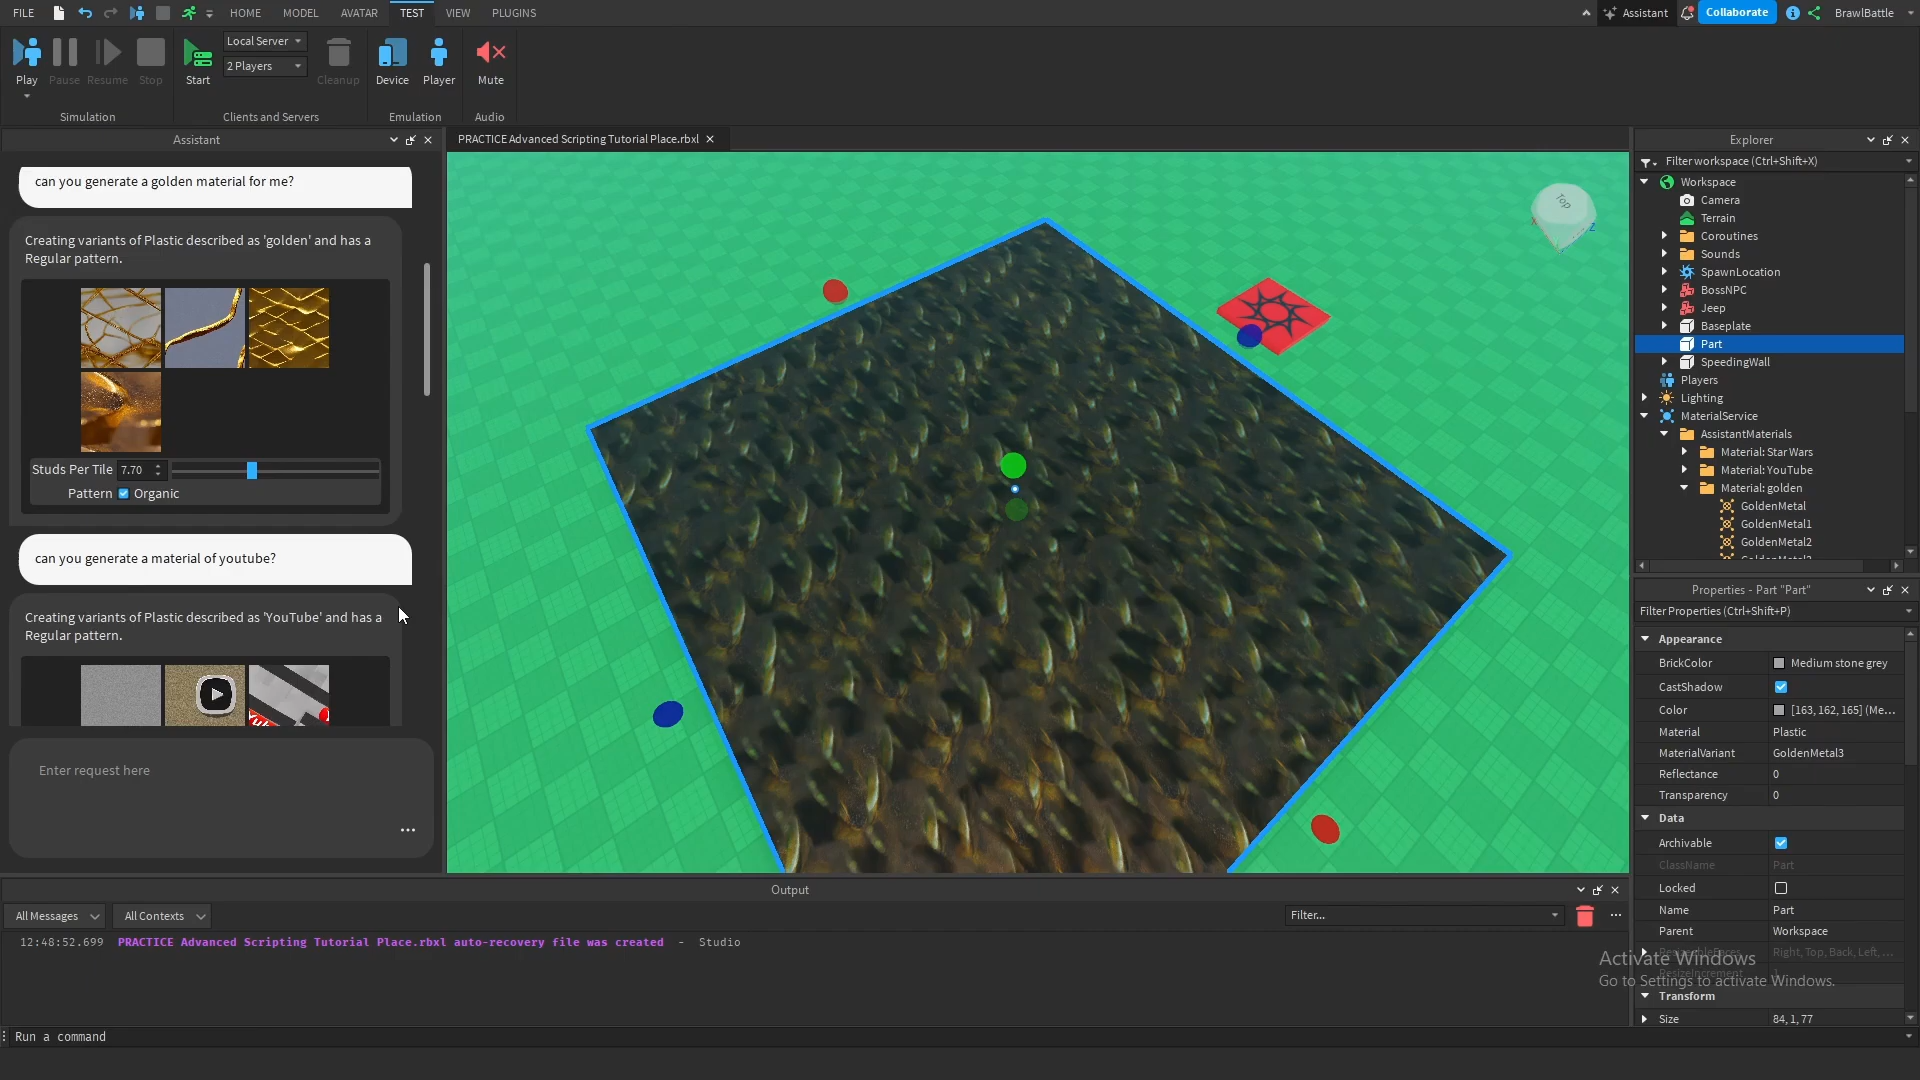 FILE HOME MODEL AVATAR TEST VIEW PLUGINS Assistant Collaborate BrawlBattle
Play Pause Resume Stop Start Local Server 2 Players Cleanup Device Player Mute
Simulation Clients and Servers Emulation Audio
Assistant
can you generate a golden material for me?
Creating variants of Plastic described as 'golden' and has a
Regular pattern.
Studs Per Tile 7.70
Pattern Organic
can you generate a material of youtube?
Creating variants of Plastic described as 'YouTube' and has a
Regular pattern.
Enter request here
...
PRACTICE Advanced Scripting Tutorial Place.rbxl
Top
X
Z
Explorer
Filter workspace (Ctrl+Shift+X)
Workspace
Camera
Terrain
Coroutines
Sounds
SpawnLocation
BossNPC
Jeep
Baseplate
Part
SpeedingWall
Players
Lighting
MaterialService
AssistantMaterials
Material: Star Wars
Material: YouTube
Material: golden
GoldenMetal
GoldenMetal1
GoldenMetal2
Properties - Part "Part"
Filter Properties (Ctrl+Shift+P)
Appearance
BrickColor Medium stone grey
CastShadow
Color [163, 162, 165] (Me...
Material Plastic
MaterialVariant GoldenMetal3
Reflectance 0
Transparency 0
Data
Archivable
ClassName Part
Locked
Name Part
Parent Workspace
ResizeableFaces Right, Top, Back, Left, ...
ResizeIncrement 1
Transform
Size 84, 1, 77
Activate Windows
Go to Settings to activate Windows.
Output
All Messages All Contexts Filter... ...
12:48:52.699 PRACTICE Advanced Scripting Tutorial Place.rbxl auto-recovery file was created - Studio
Run a command